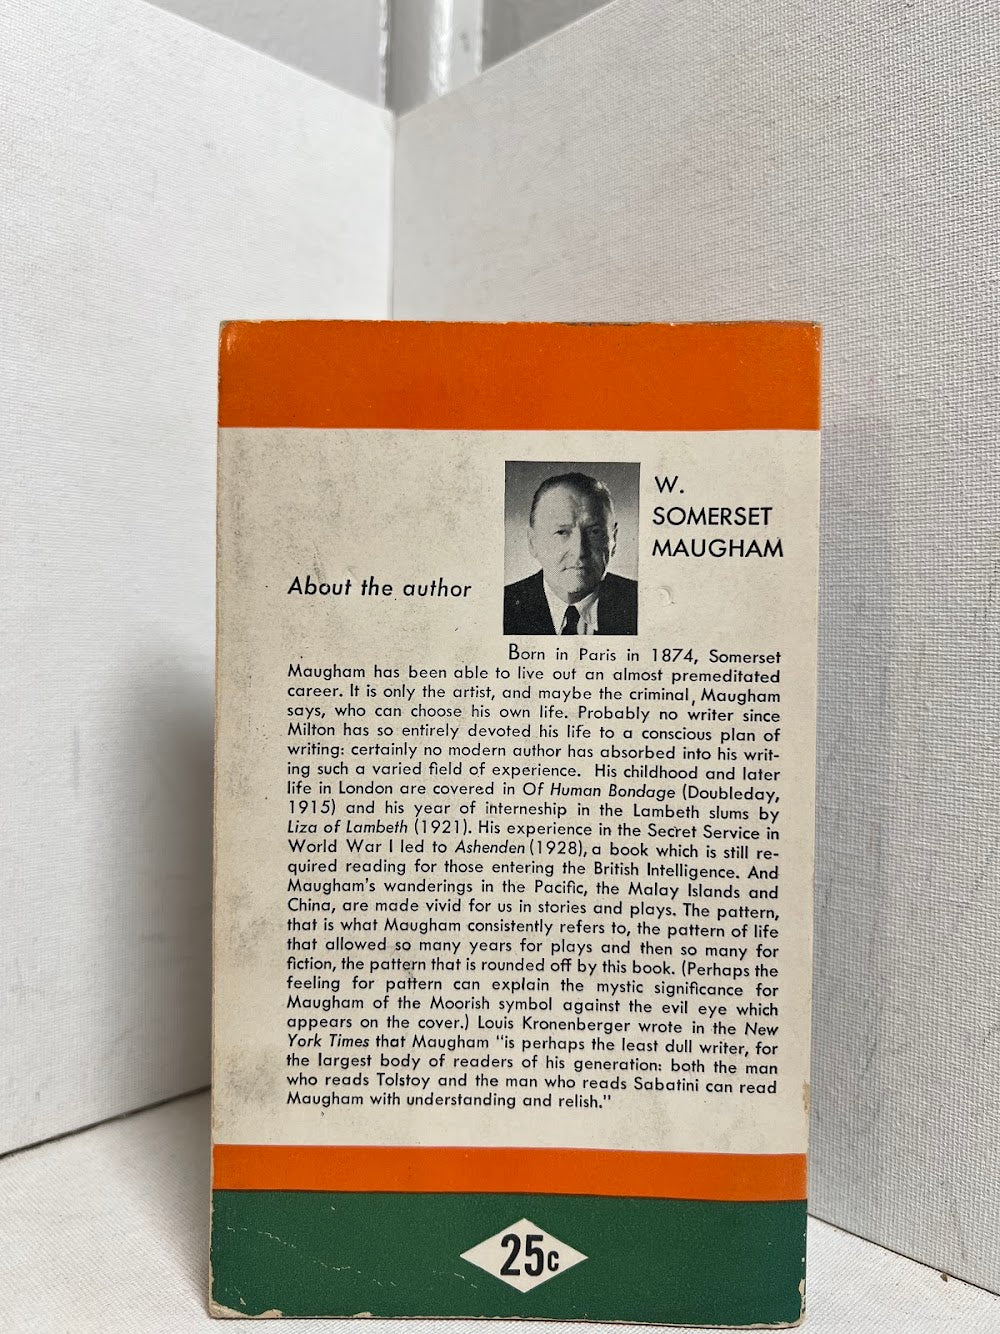 W.
SOMERSET
MAUGHAM
About the author
Born in Paris in 1874, Somerset
Maugham has been able to live out an almost premeditated
career. It is only the artist, and maybe the criminal, Maugham
says, who can choose his own life. Probably no writer since
Milton has so entirely devoted his life to a conscious plan of
writing: certainly no modern author has absorbed into his writ-
ing such a varied field of experience. His childhood and later
life in London are covered in Of Human Bondage (Doubleday,
1915) and his year of interneship in the Lambeth slums by
Liza of Lambeth (1921). His experience in the Secret Service in
World War I led to Ashenden (1928), a book which is still re-
quired reading for those entering the British Intelligence. And
Maugham's wanderings in the Pacific, the Malay Islands and
China, are made vivid for us in stories and plays. The pattern,
that is what Maugham consistently refers to, the pattern of life
that allowed so many years for plays and then so many for
fiction, the pattern that is rounded off by this book. (Perhaps the
feeling for pattern can explain the mystic significance for
Maugham of the Moorish symbol against the evil eye which
appears on the cover.) Louis Kronenberger wrote in the New
York Times that Maugham "is perhaps the least dull writer, for
the largest body of readers of his generation: both the man
who reads Tolstoy and the man who reads Sabatini can read
Maugham with understanding and relish."
25c